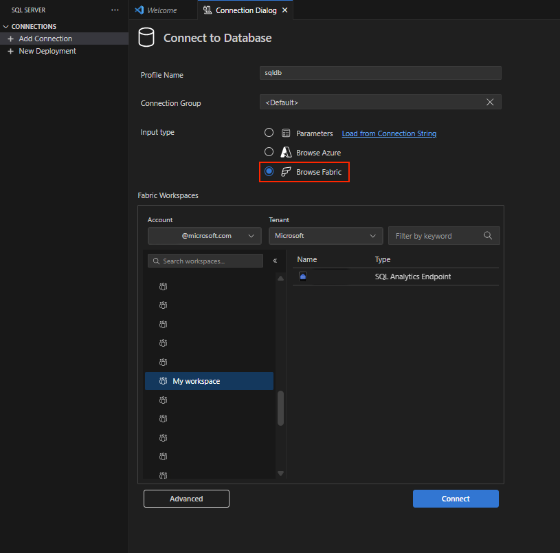 SQL SERVER
CONNECTIONS
Add Connection
New Deployment
Welcome
Connection Dialog
Connect to Database
Profile Name
sqldb
Connection Group
<Default>
Input type
Parameters
Load from Connection String
Browse Azure
Browse Fabric
Fabric Workspaces
Account
Tenant
@microsoft.com
Microsoft
Filter by keyword
Search workspaces...
Name
Type
SQL Analytics Endpoint
My workspace
Advanced
Connect